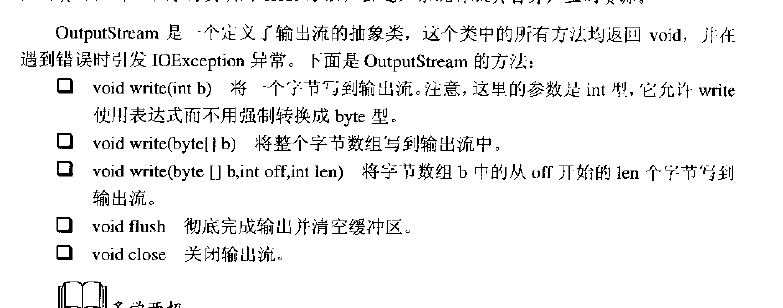 OutputStream 是一个定义了输出流的抽象类，这个类中的所有方法均返回 void，并在
遇到错误时引发 IOException 异常。下面是 OutputStream 的方法：
❑ void write(int b) 将一个字节写到输出流。注意，这里的参数是 int 型，它允许 write
使用表达式而不用强制转换成 byte 型。
❑ void write(byte[] b) 将整个字节数组写到输出流中。
❑ void write(byte [] b,int off,int len) 将字节数组 b 中的从 off 开始的 len 个字节写到
输出流。
❑ void flush 彻底完成输出并清空缓冲区。
❑ void close 关闭输出流。